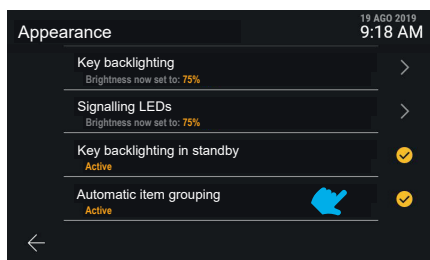 19 AGO 2019
Appearance
9:18 AM
Key backlighting
Brightness now set to: 75%
Signalling LEDs
Brightness now set to: 75%
Key backlighting in standby
Active
Automatic item grouping
Active